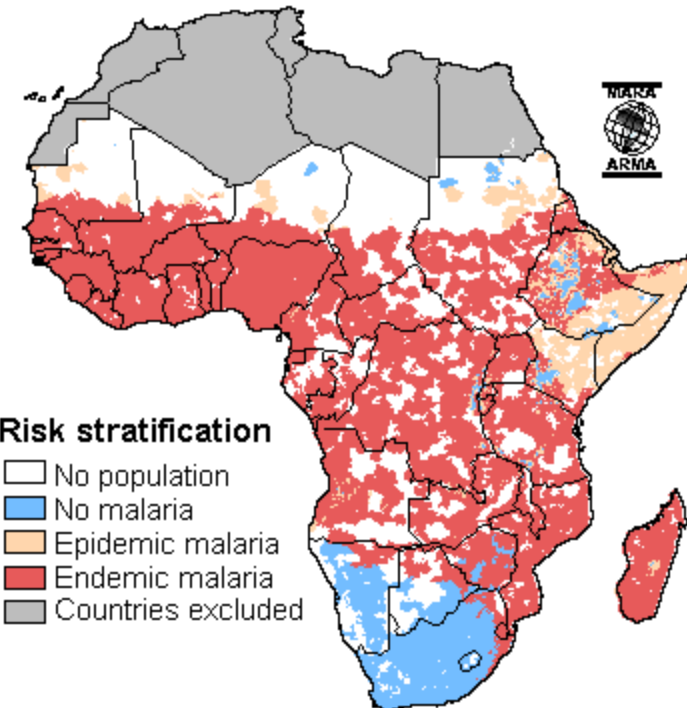 MARA
ARMA
Risk stratification
No population
No malaria
Epidemic malaria
Endemic malaria
Countries excluded